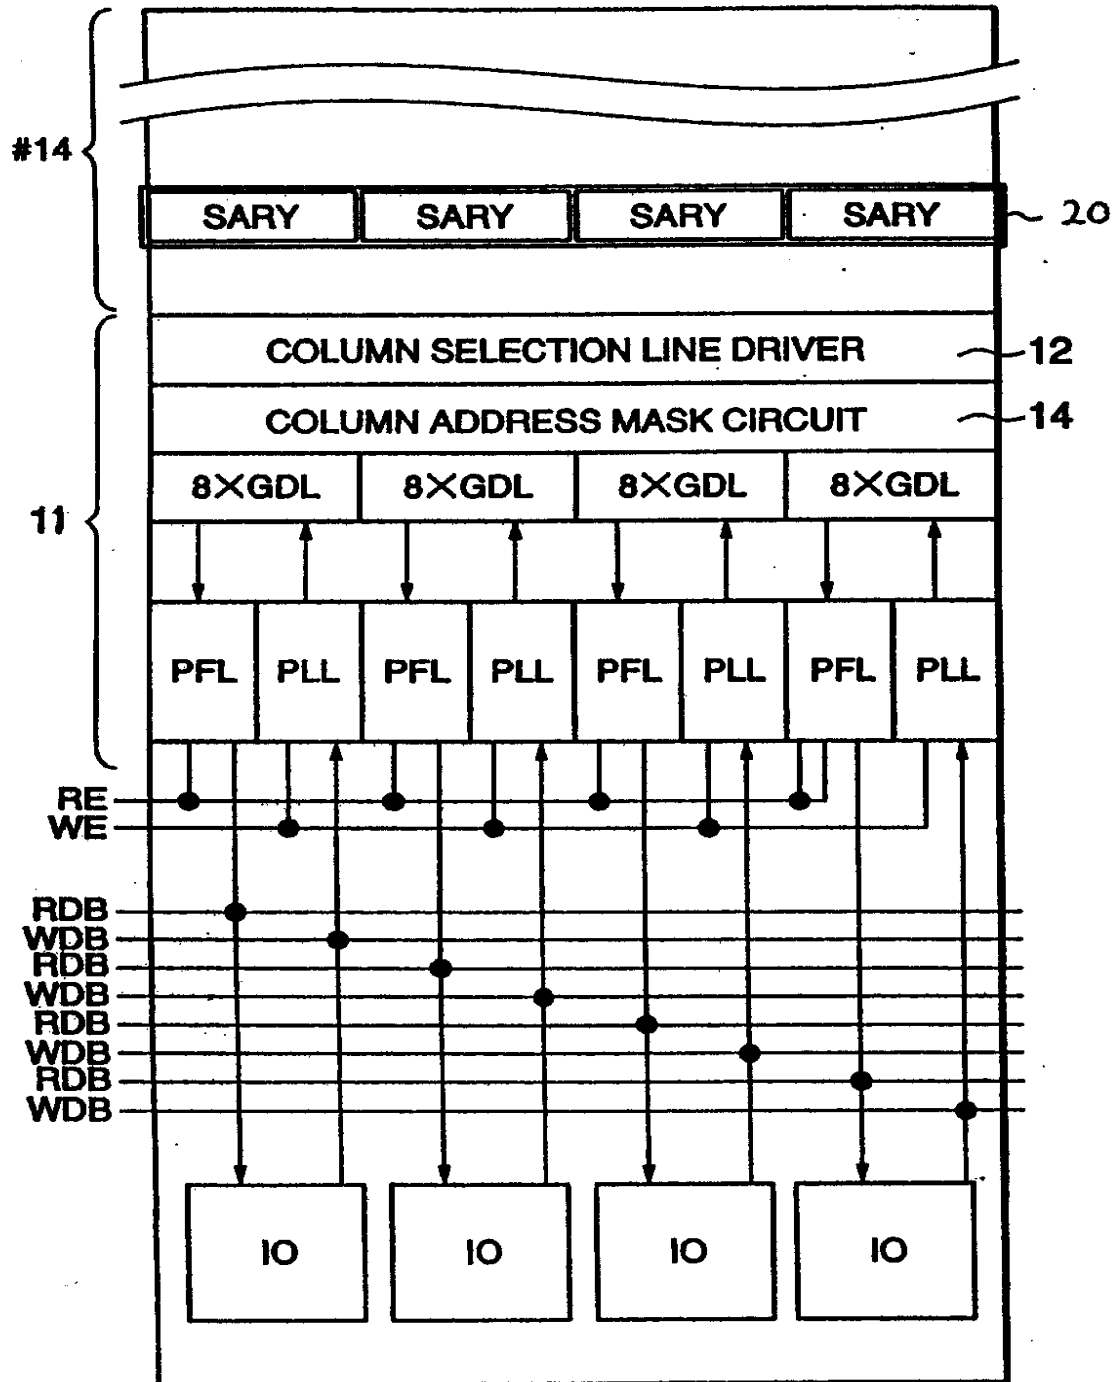 #14
SARY SARY SARY SARY 20
COLUMN SELECTION LINE DRIVER 12
COLUMN ADDRESS MASK CIRCUIT 14
8×GDL 8×GDL 8×GDL 8×GDL
11
PFL PLL PFL PLL PFL PLL PFL PLL
RE
WE
RDB
WDB
RDB
WDB
RDB
WDB
RDB
WDB
IO IO IO IO